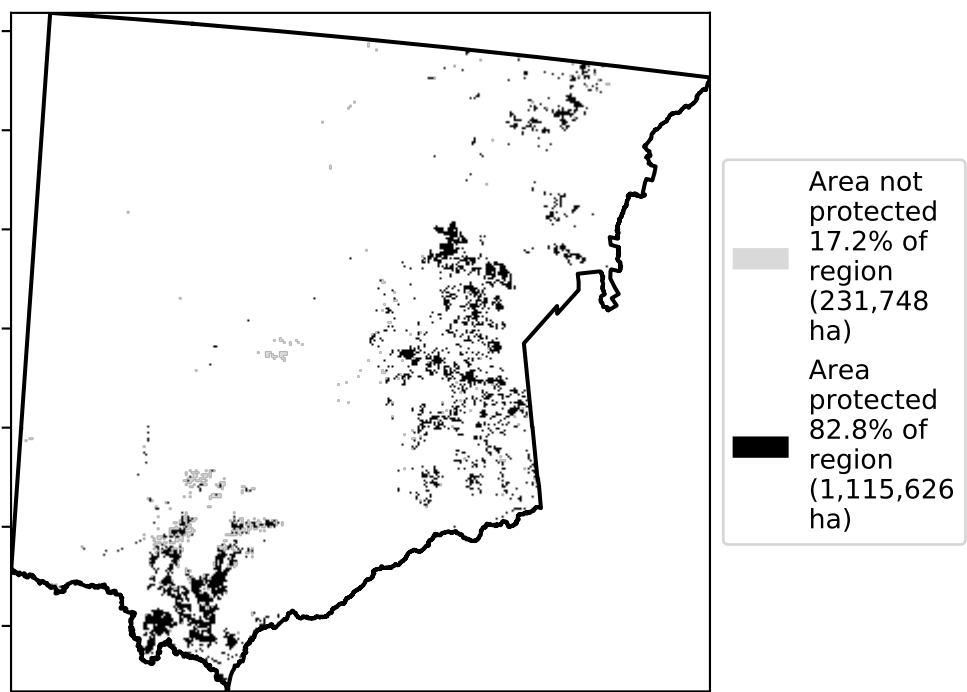 Area not
protected
17.2% of
region
(231,748
ha)
Area
protected
82.8% of
region
(1,115,626
ha)